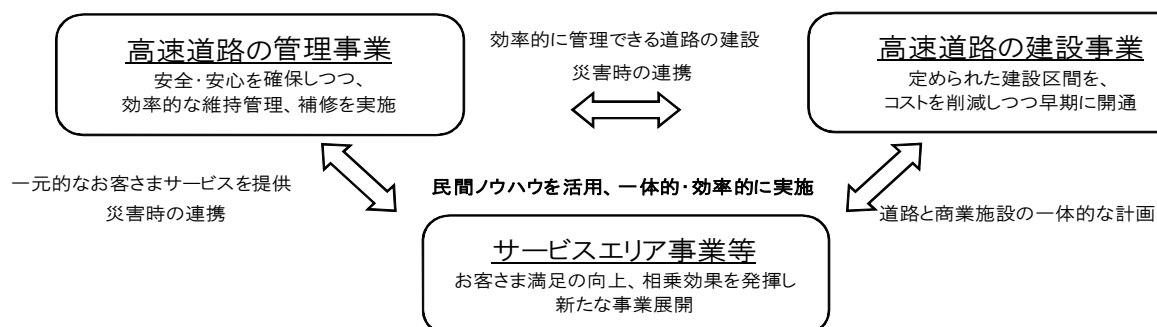 高速道路の管理事業
安全・安心を確保しつつ、
効率的な維持管理、補修を実施
効率的に管理できる道路の建設
災害時の連携
高速道路の建設事業
定められた建設区間を、
コストを削減しつつ早期に開通
一元的なお客さまサービスを提供
災害時の連携
民間ノウハウを活用、一体的・効率的に実施
道路と商業施設の一体的な計画
サービスエリア事業等
お客さま満足の向上、相乗効果を発揮し
新たな事業展開